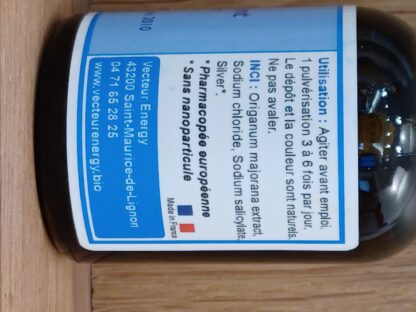 Utilisation : Agiter avant emploi.
1 pulvérisation 3 à 6 fois par jour.
Le dépôt et la couleur sont naturels.
Ne pas avaler.
INCI : Origanum majorana extract,
Sodium chloride, Sodium salicylate,
Silver*.
* Pharmacopée européenne
* Sans nanoparticule
Made in France
Vecteur Energy
43200 Saint-Maurice-de-Lignon
04 71 65 28 25
www.vecteurenergy.bio